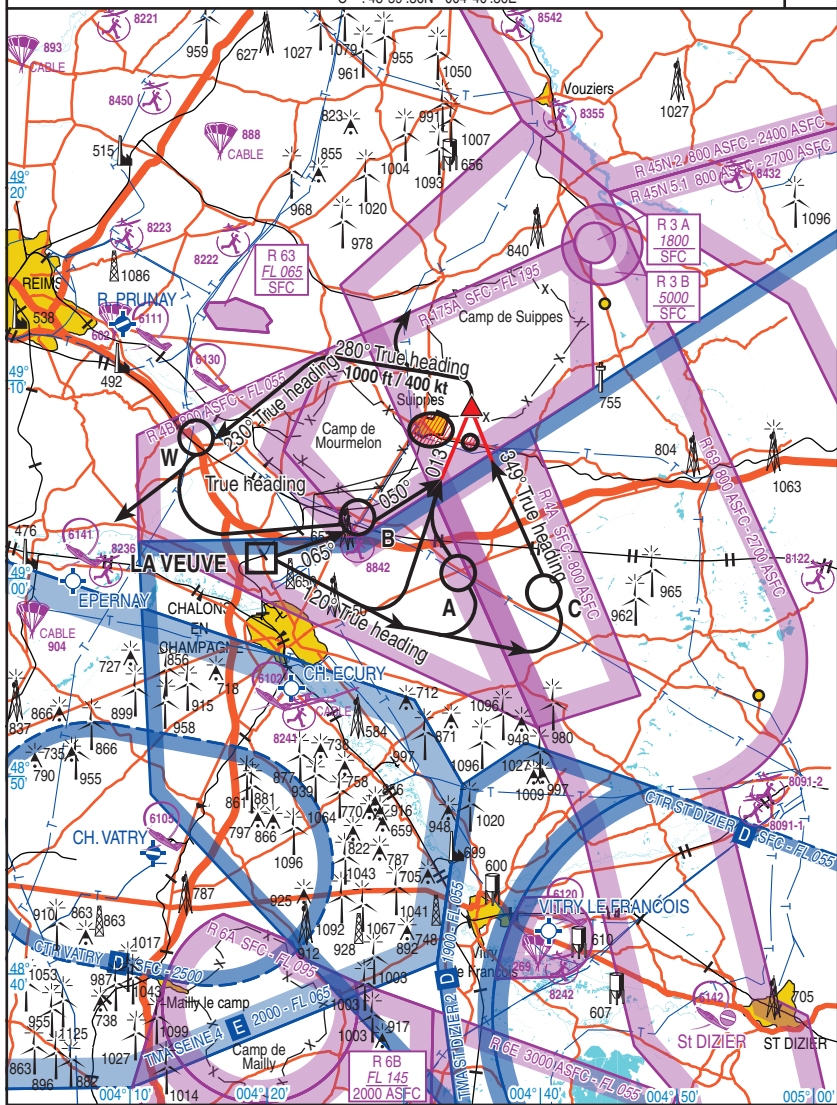 8221
959
627
1027
1079
961
955
8542
1050
893
CABLE
8450
888
CABLE
515
823
855
991
1007
656
1004
1093
Vouziers
8355
1027
R 45N 2 800 ASFC - 2400 ASFC
R 45N5.1 800 ASFC - 2700 ASFC
8432
1096
49°
20'
968
1020
978
8223
8222
1086
R 63
FL 065
SFC
840
R 3 A
1800
SFC
R 3 B
5000
SFC
REIMS
538
R. PRUNAY
6111
602
492
6130
R 175A SFC - FL 195
Camp de Suippes
280° True heading
1000 ft / 400 kt
Suippes
49°
10'
R 4B 800 ASFC - FL 055
230° True heading
Camp de
Mourmelon
755
W
True heading
013
050°
349° True heading
R 4A SFC - 800 ASFC
R 69 800 ASFC - 2700 ASFC
804
1063
476
6141
8236
LA VEUVE
065°
B
8842
A
C
49°
00'
EPERNAY
20° True heading
962
965
8122
CHALONS
EN
CHAMPAGNE
CABLE
904
727
856
718
899
915
958
6102
CH. ECURY
CABLE
8241
712
584
871
997
1096
1096
948
980
837
866
735
790
955
866
1027
1009
997
48°
50'
738
877
939
758
861
881
797
866
1064
770
916
659
948
1020
699
CTR ST DIZIER D SFC - FL 055
8091-2
8091-1
CH. VATRY
6105
1096
822
1043
787
705
787
600
925
912
1092
928
1067
1041
892
748
1003
6120
VITRY LE FRANCOIS
Vitry
le François
269
8242
610
607
910
863
863
1017
CTR VATRY D SFC - 2500
R 6A SFC - FL 095
48°
40'
1053
987
1043
738
955
1125
1099
1027
863
896
882
1014
Mailly le camp
TMA SEINE 4 E 2000 - FL 065
Camp de
Mailly
1003
1003
917
TMA ST DIZIER 2 D 1900 - FL 055
R 6B
FL 145
2000 ASFC
R 6E 3000 ASFC - FL 055
6142
St DIZIER
705
ST DIZIER
004° 10'
004° 20'
004° 40'
004° 50'
005° 00'